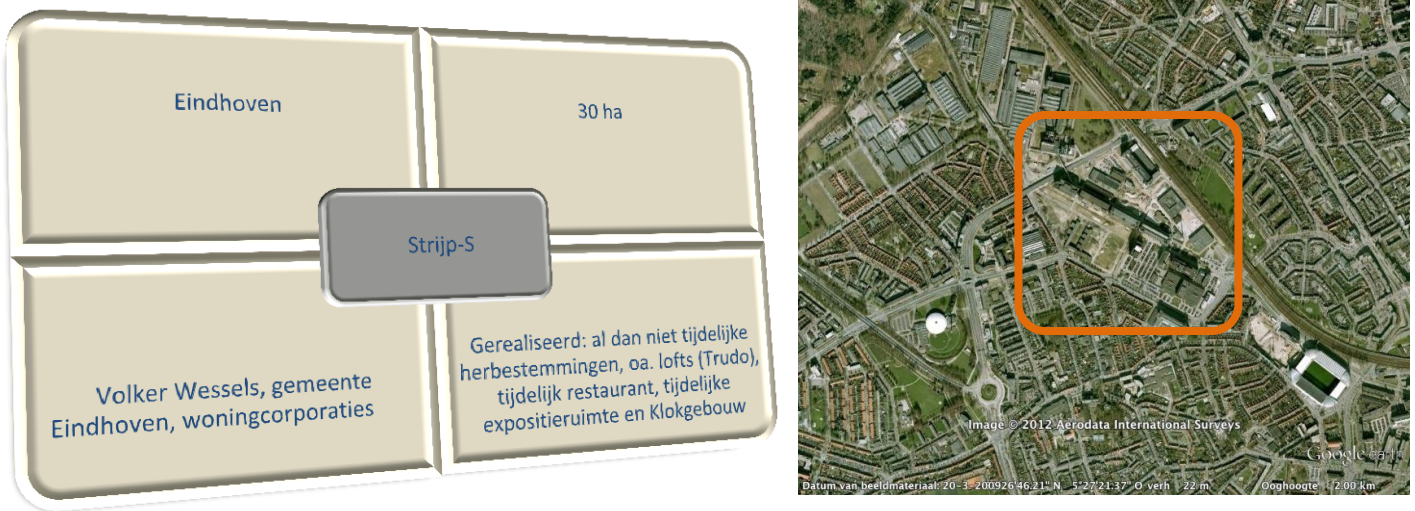 Eindhoven
30 ha
Strijp-S
Volker Wessels, gemeente
Eindhoven, woningcorporaties
Gerealiseerd: al dan niet tijdelijke
herbestemmingen, oa. lofts (Trudo),
tijdelijk restaurant, tijdelijke
expositieruimte en Klokgebouw
Image © 2012 Aerodata International Surveys
Google earth
Datum van beeldmateriaal: 20-3-2009 26'46.21" N 5°27'21.37" O verh 22 m Ooghoogte 2.00 km